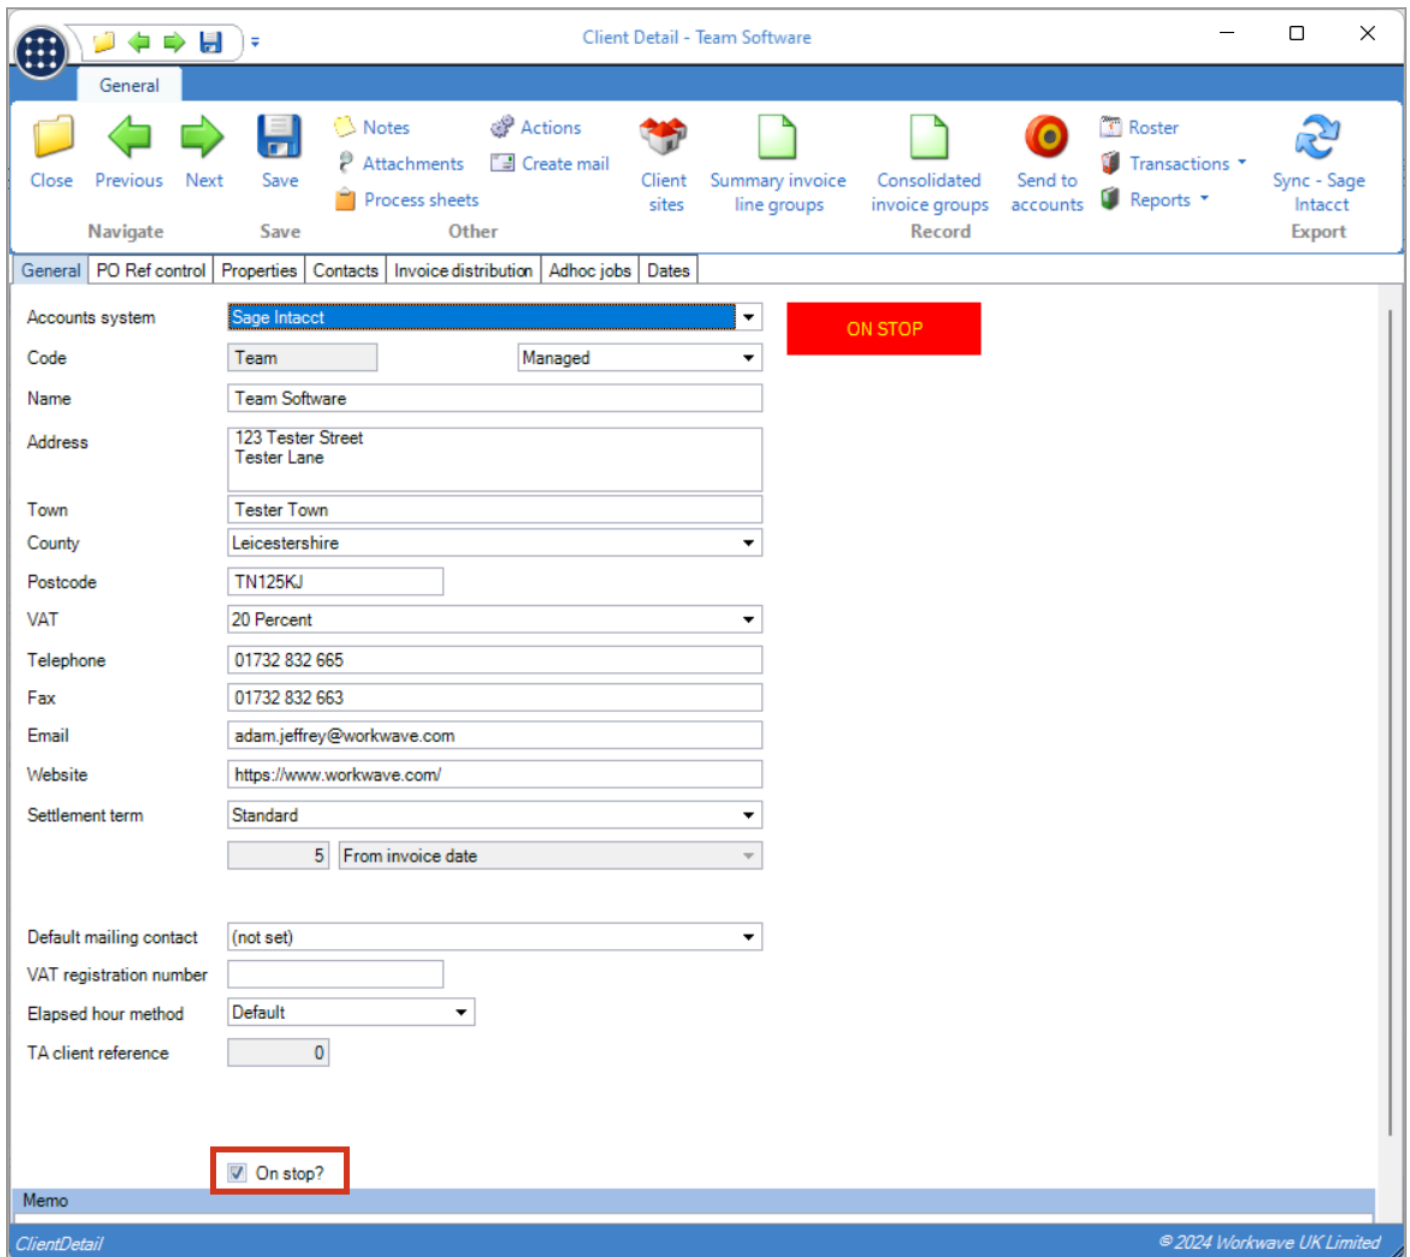 Client Detail - Team Software
General
Close
Previous
Next
Navigate
Save
Save
Notes
Attachments
Process sheets
Actions
Create mail
Other
Client sites
Summary invoice line groups
Consolidated invoice groups
Send to accounts
Record
Roster
Transactions
Reports
Sync - Sage Intacct
Export
General PO Ref control Properties Contacts Invoice distribution Adhoc jobs Dates
Accounts system Sage Intacct ON STOP
Code Team Managed
Name Team Software
Address 123 Tester Street
Tester Lane
Town Tester Town
County Leicestershire
Postcode TN125KJ
VAT 20 Percent
Telephone 01732 832 665
Fax 01732 832 663
Email adam.jeffrey@workwave.com
Website https://www.workwave.com/
Settlement term Standard
5 From invoice date
Default mailing contact (not set)
VAT registration number
Elapsed hour method Default
TA client reference 0
On stop?
Memo
ClientDetail © 2024 Workwave UK Limited